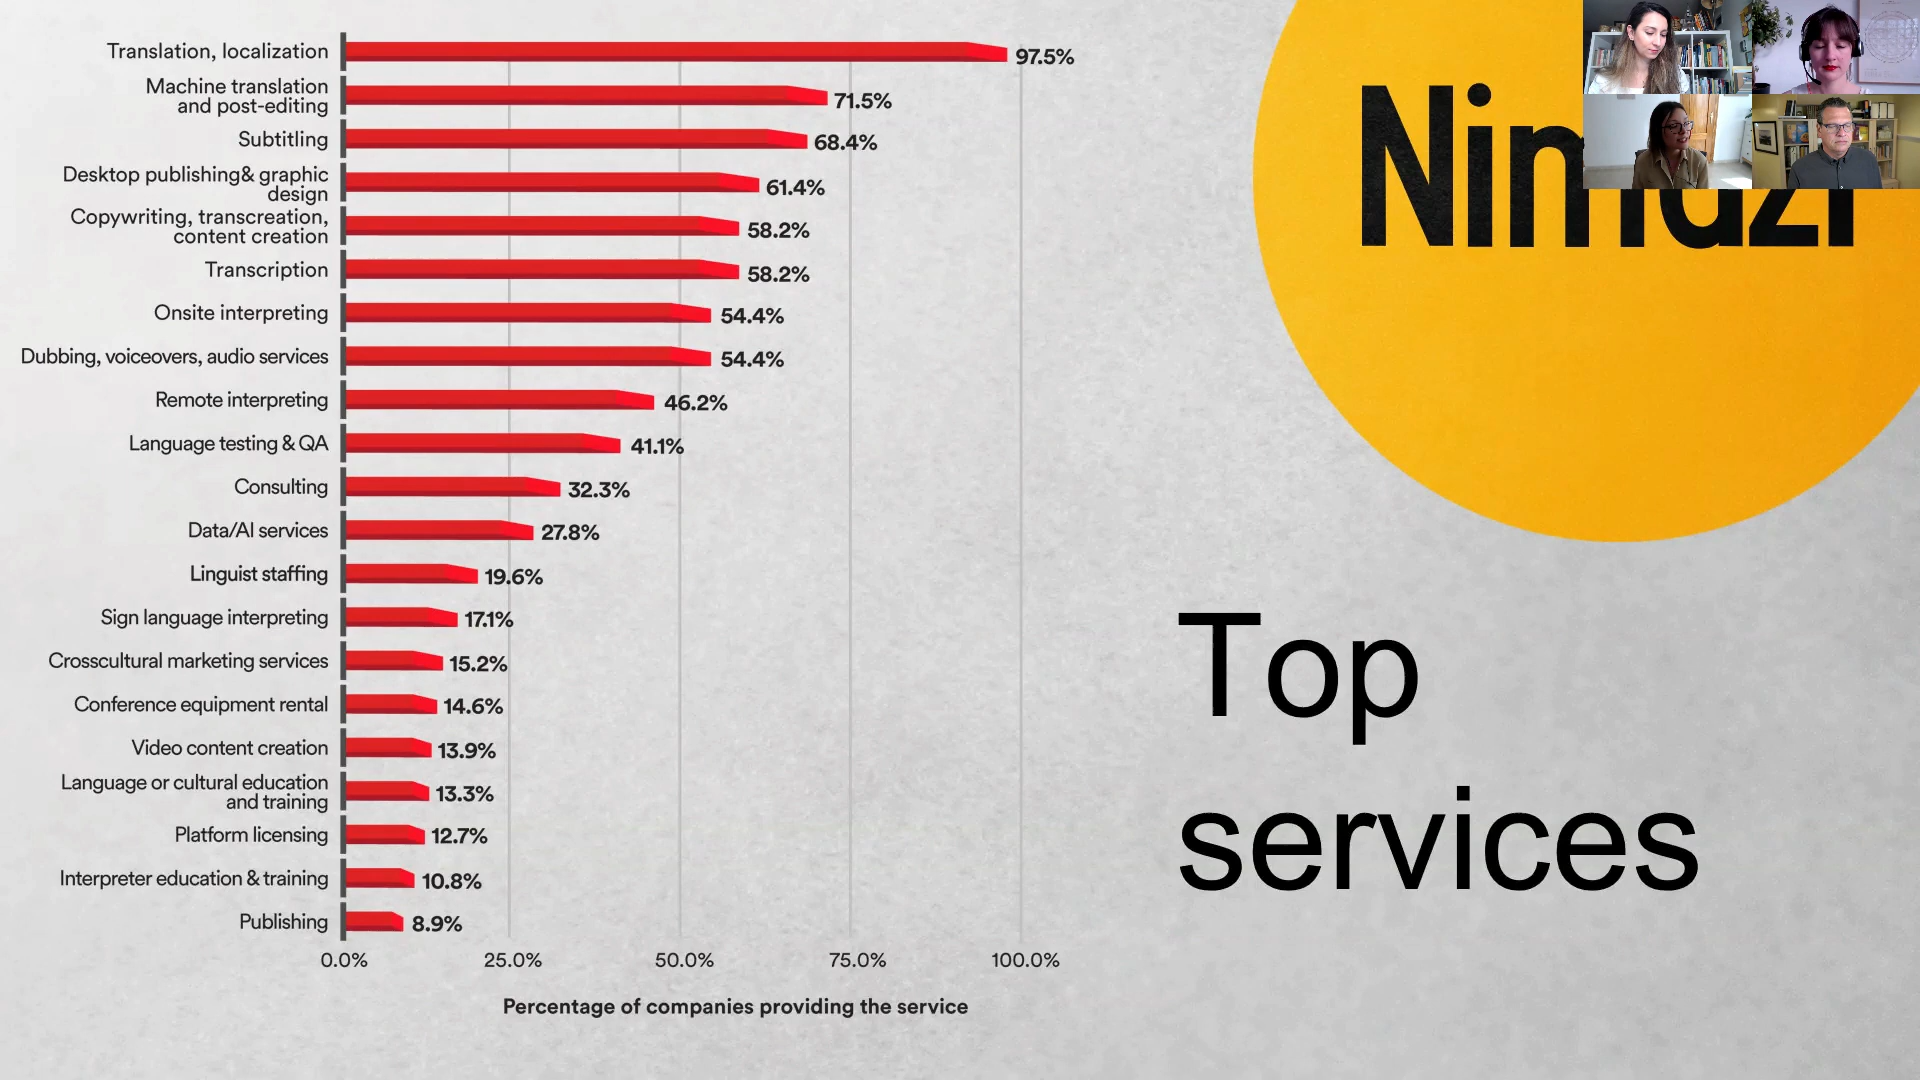 Translation, localization
97.5%
Machine translation
and post-editing
71.5%
Subtitling
68.4%
Desktop publishing& graphic
design
61.4%
Copywriting, transcreation,
content creation
58.2%
Transcription
58.2%
Onsite interpreting
54.4%
Dubbing, voiceovers, audio services
54.4%
Remote interpreting
46.2%
Language testing & QA
41.1%
Consulting
32.3%
Data/AI services
27.8%
Linguist staffing
19.6%
Sign language interpreting
17.1%
Crosscultural marketing services
15.2%
Conference equipment rental
14.6%
Video content creation
13.9%
Language or cultural education
and training
13.3%
Platform licensing
12.7%
Interpreter education & training
10.8%
Publishing
8.9%
0.0%
25.0%
50.0%
75.0%
100.0%
Percentage of companies providing the service
Top
services